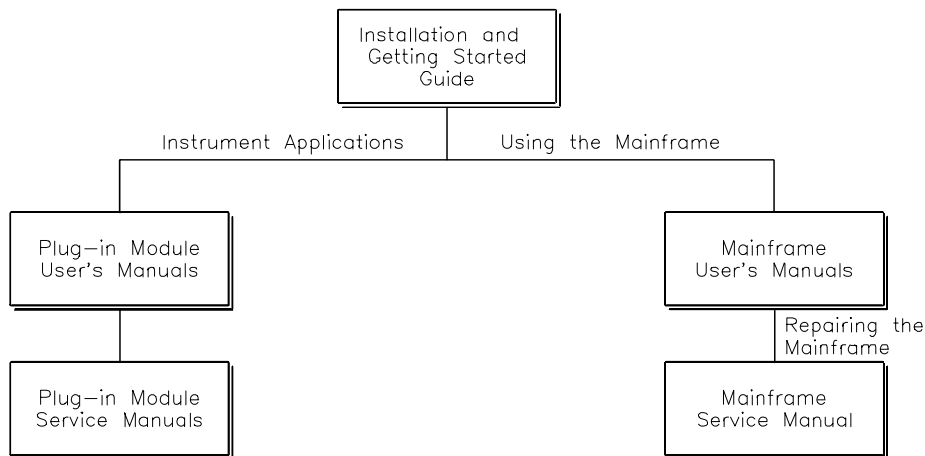 Installation and
Getting Started
Guide
Instrument Applications
Using the Mainframe
Plug-in Module
User's Manuals
Mainframe
User's Manuals
Repairing the
Mainframe
Plug-in Module
Service Manuals
Mainframe
Service Manual